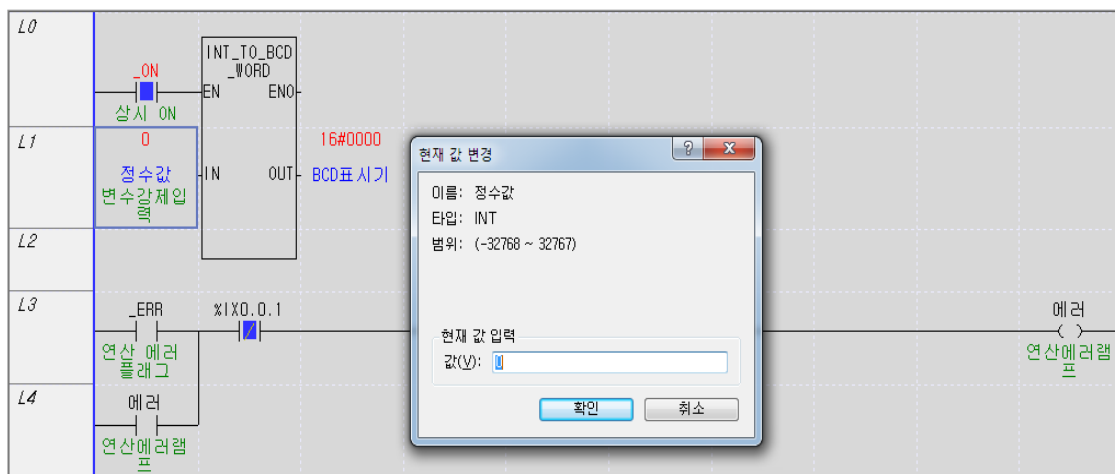 L0
INT_TO_BCD
_WORD
_ON
EN ENO
상시 ON
L1
0
16#0000
정수값
IN OUT
BCD표시기
변수강제입
력
L2
L3
_ERR
%IX0.0.1
에러
연산 에러
플래그
연산에러램
프
L4
에러
연산에러램
프
현재 값 변경
이름: 정수값
타입: INT
범위: (-32768 ~ 32767)
현재 값 입력
값(V): 0
확인 취소